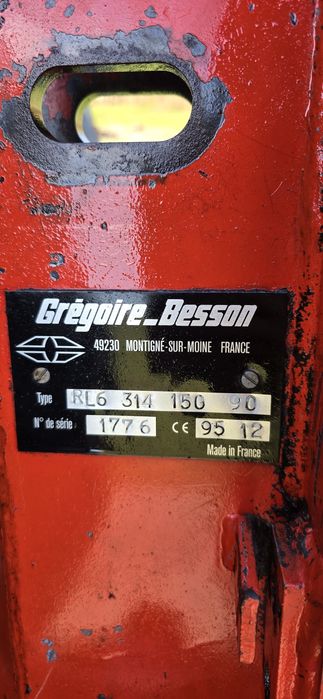 Grégoire_Besson
49230 MONTIGNÉ-SUR-MOINE FRANCE
Type RL6 314 150 90
N° de série: 1776 CE 95 12
Made in France